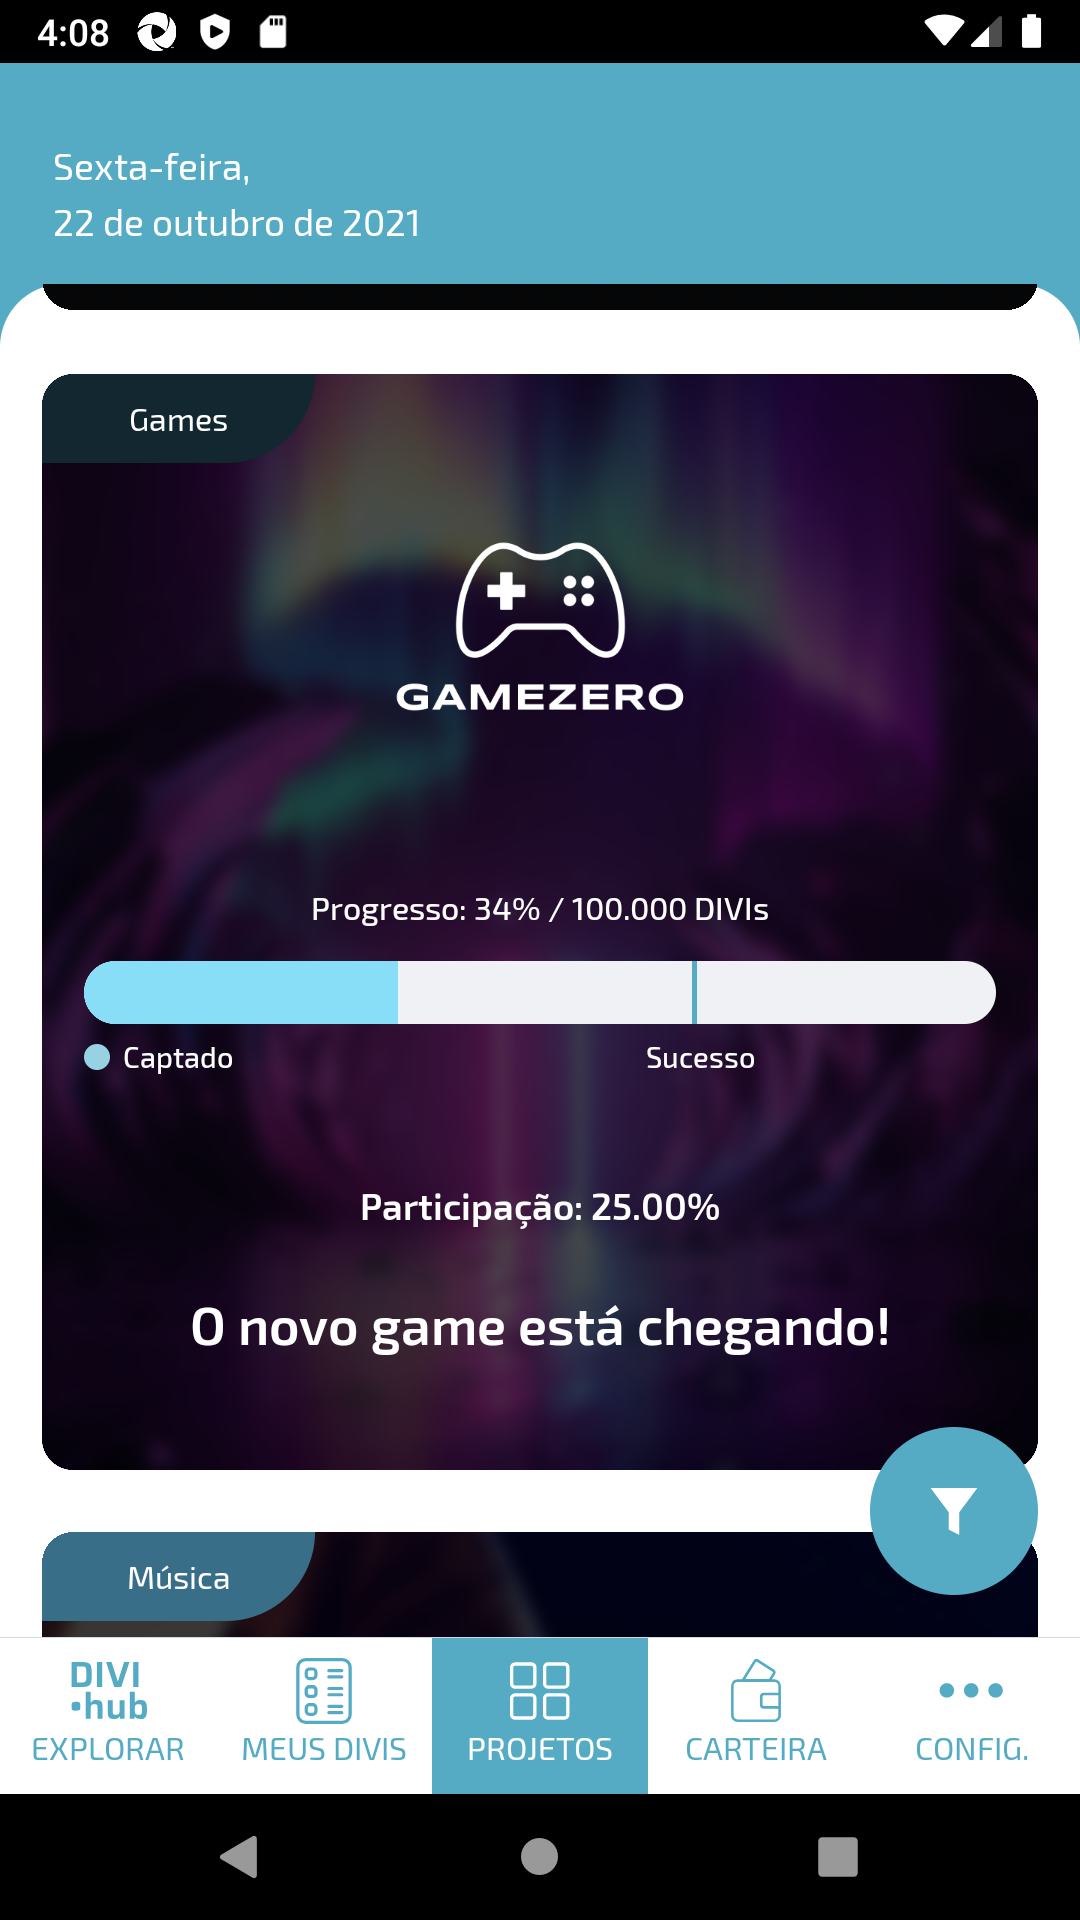 4:08
Sexta-feira,
22 de outubro de 2021
Games
GAMEZERO
Progresso: 34% / 100.000 DIVIs
Captado
Sucesso
Participação: 25.00%
O novo game está chegando!
Música
DIVI
•hub
EXPLORAR
MEUS DIVIS
PROJETOS
CARTEIRA
CONFIG.